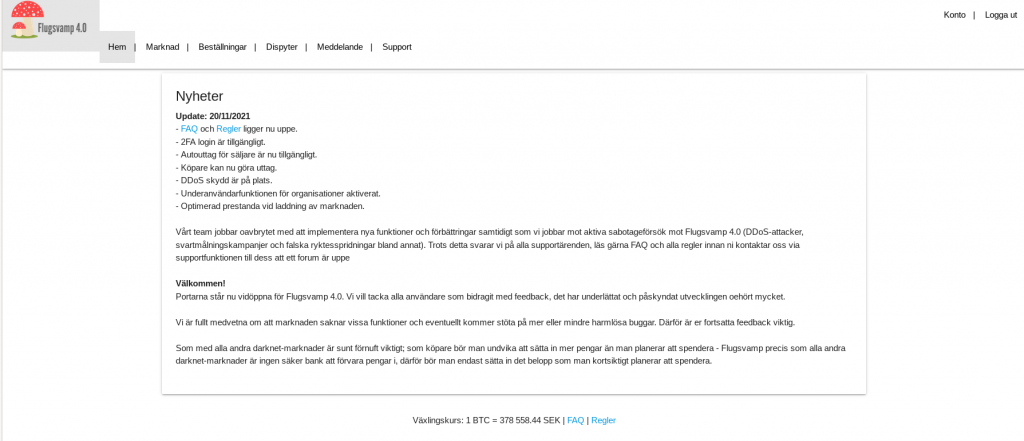 Flugsvamp 4.0
Konto | Logga ut
Hem | Marknad | Beställningar | Dispyter | Meddelande | Support
Nyheter
Update: 20/11/2021
- FAQ och Regler ligger nu uppe.
- 2FA login är tillgängligt.
- Autouttag för säljare är nu tillgängligt.
- Köpare kan nu göra uttag.
- DDoS skydd är på plats.
- Underanvändarfunktionen för organisationer aktiverat.
- Optimerad prestanda vid laddning av marknaden.
Vårt team jobbar oavbrytet med att implementera nya funktioner och förbättringar samtidigt som vi jobbar mot aktiva sabotageförsök mot Flugsvamp 4.0 (DDoS-attacker,
svartmålningskampanjer och falska ryktesspridningar bland annat). Trots detta svarar vi på alla supportärenden, läs gärna FAQ och alla regler innan ni kontaktar oss via
supportfunktionen till dess att ett forum är uppe
Välkommen!
Portarna står nu vidöppna för Flugsvamp 4.0. Vi vill tacka alla användare som bidragit med feedback, det har underlättat och påskyndat utvecklingen oehört mycket.
Vi är fullt medvetna om att marknaden saknar vissa funktioner och eventuellt kommer stöta på mer eller mindre harmlösa buggar. Därför är er fortsatta feedback viktig.
Som med alla andra darknet-marknader är sunt förnuft viktigt; som köpare bör man undvika att sätta in mer pengar än man planerar att spendera - Flugsvamp precis som alla andra
darknet-marknader är ingen säker bank att förvara pengar i, därför bör man endast sätta in det belopp som man kortsiktigt planerar att spendera.
Växlingskurs: 1 BTC = 378 558.44 SEK | FAQ | Regler